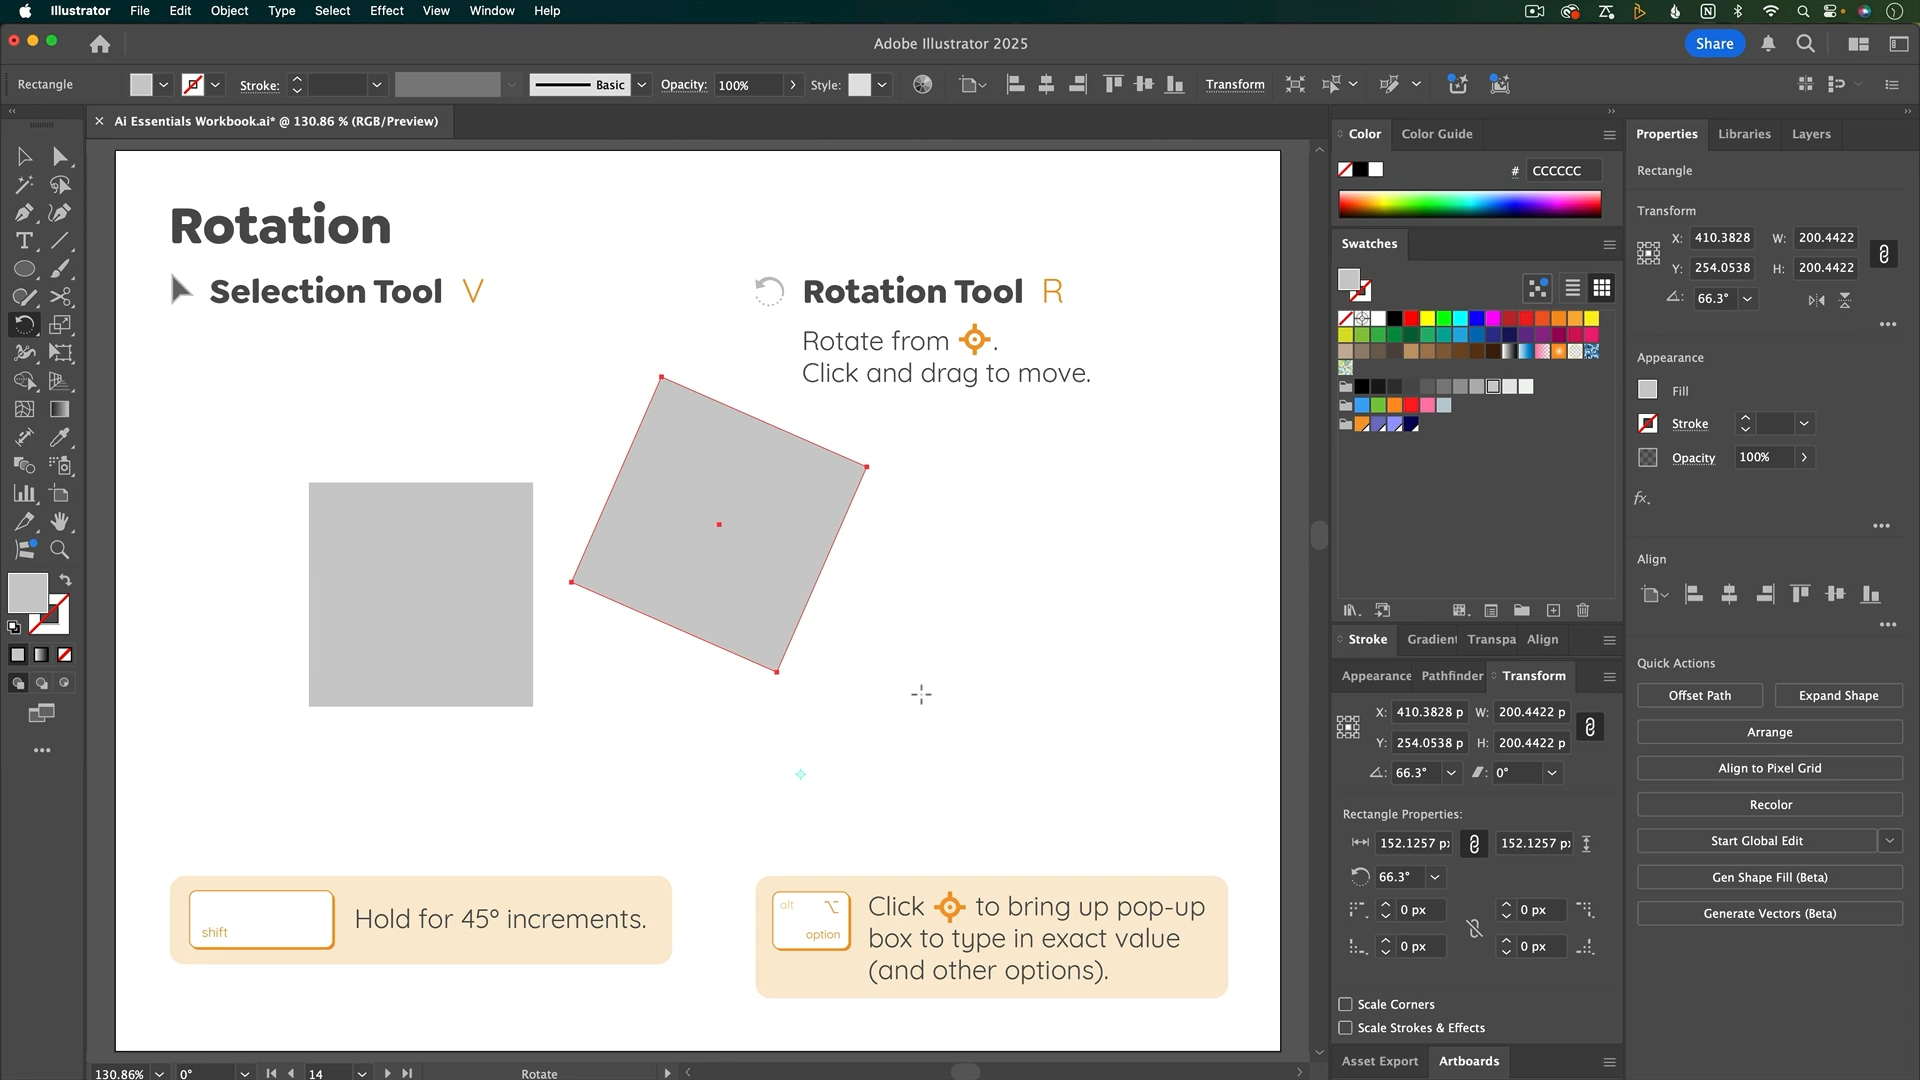 Illustrator File Edit Object Type Select Effect View Window Help
Adobe Illustrator 2025
Share
Rectangle Stroke: Basic Opacity: 100% Style: Transform
Ai Essentials Workbook.ai* @ 130.86 % (RGB/Preview)
Rotation
Selection Tool V
Rotation Tool R
Rotate from .
Click and drag to move.
shift
Hold for 45º increments.
alt
option
Click to bring up pop-up
box to type in exact value
(and other options).
130.86% 0° 14 Rotate
Color Color Guide
# CCCCCC
Swatches
Stroke Gradient Transpa Align
Appearance Pathfinder Transform
X: 410.3828 p W: 200.4422 p
Y: 254.0538 p H: 200.4422 p
66.3° 0°
Rectangle Properties:
152.1257 px 152.1257 px
66.3°
0 px 0 px
0 px 0 px
Scale Corners
Scale Strokes & Effects
Asset Export Artboards
Properties Libraries Layers
Rectangle
Transform
X: 410.3828 W: 200.4422
Y: 254.0538 H: 200.4422
66.3°
Appearance
Fill
Stroke
Opacity 100%
fx.
Align
Quick Actions
Offset Path Expand Shape
Arrange
Align to Pixel Grid
Recolor
Start Global Edit
Gen Shape Fill (Beta)
Generate Vectors (Beta)